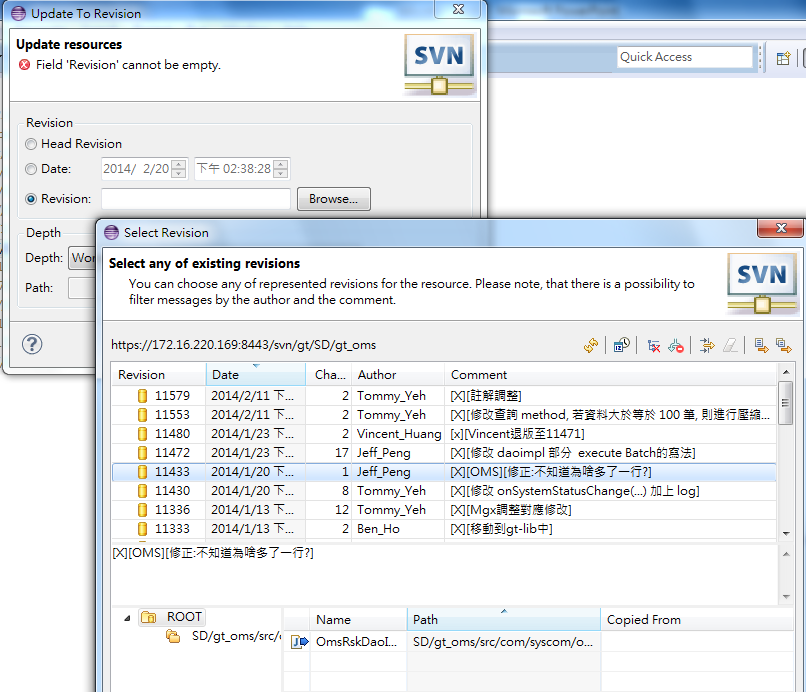 Update To Revision
Update resources
Field 'Revision' cannot be empty.
SVN
Quick Access
Revision
Head Revision
Date: 2014/ 2/20 下午 02:38:28
Revision: Browse...
Depth
Depth: Wor
Path:
Select Revision
Select any of existing revisions
You can choose any of represented revisions for the resource. Please note, that there is a possibility to
filter messages by the author and the comment.
SVN
https://172.16.220.169:8443/svn/gt/SD/gt_oms
Revision Date Cha... Author Comment
11579 2014/2/11 下... 2 Tommy_Yeh [X][註解調整]
11553 2014/2/11 下... 2 Tommy_Yeh [X][修改查詢 method, 若資料大於等於 100 筆, 則進行壓縮...
11480 2014/1/23 下... 2 Vincent_Huang [x][Vincent退版至11471]
11472 2014/1/23 下... 17 Jeff_Peng [X][修改 daoimpl 部分 execute Batch的寫法]
11433 2014/1/20 下... 1 Jeff_Peng [X][OMS][修正:不知道為啥多了一行?]
11430 2014/1/20 下... 8 Tommy_Yeh [X][修改 onSystemStatusChange(...) 加上 log]
11336 2014/1/13 下... 12 Tommy_Yeh [X][Mgx調整對應修改]
11333 2014/1/13 下... 2 Ben_Ho [X][移動到gt-lib中]
[X][OMS][修正:不知道為啥多了一行?]
ROOT
SD/gt_oms/src/c
Name Path Copied From
OmsRskDaoI... SD/gt_oms/src/com/syscom/o...